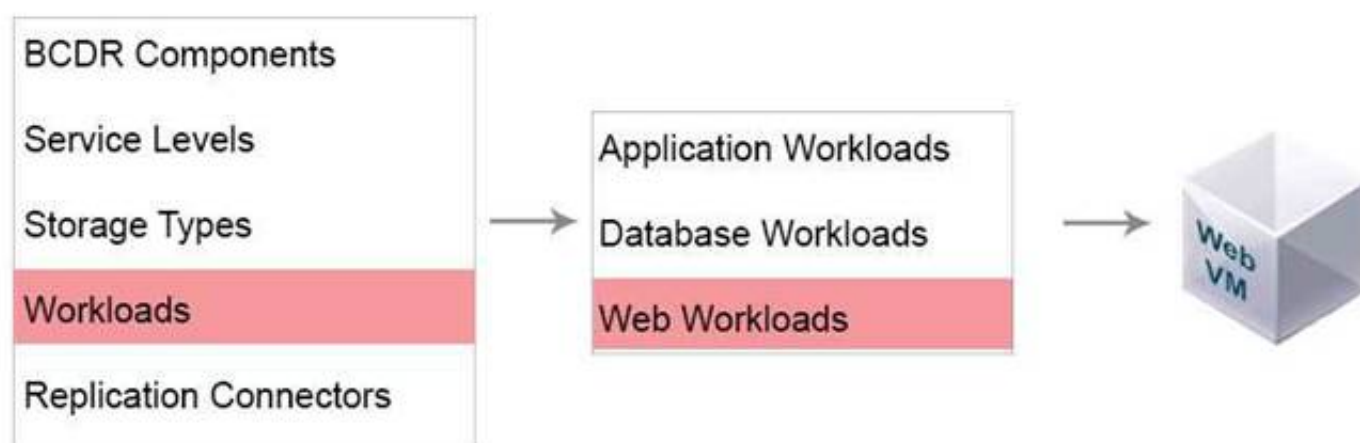 BCDR Components
Service Levels
Storage Types
Workloads
Replication Connectors
Application Workloads
Database Workloads
Web Workloads
Web
VM